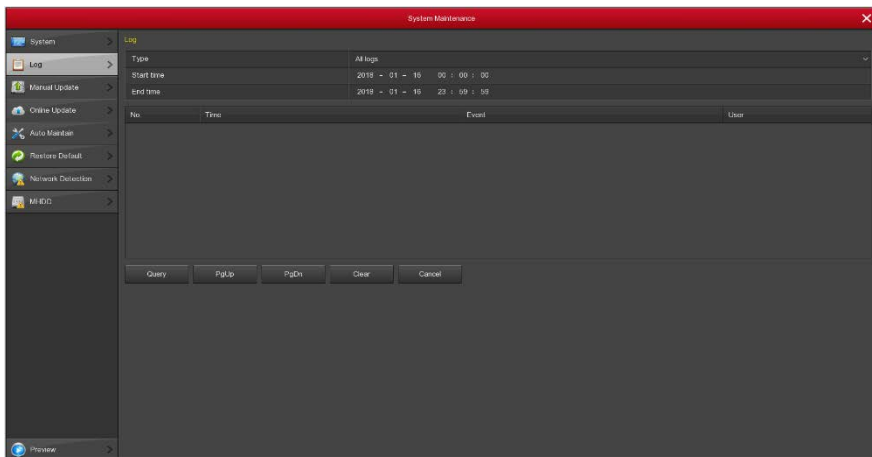 System Maintenance
System
Log
Manual Update
Online Update
Auto Maintain
Restore Default
Network Detection
MHDD
Preview
Log
Type All logs
Start time 2018 - 01 - 16 00 : 00 : 00
End time 2018 - 01 - 16 23 : 59 : 59
No. Time Event User
Query PgUp PgDn Clear Cancel